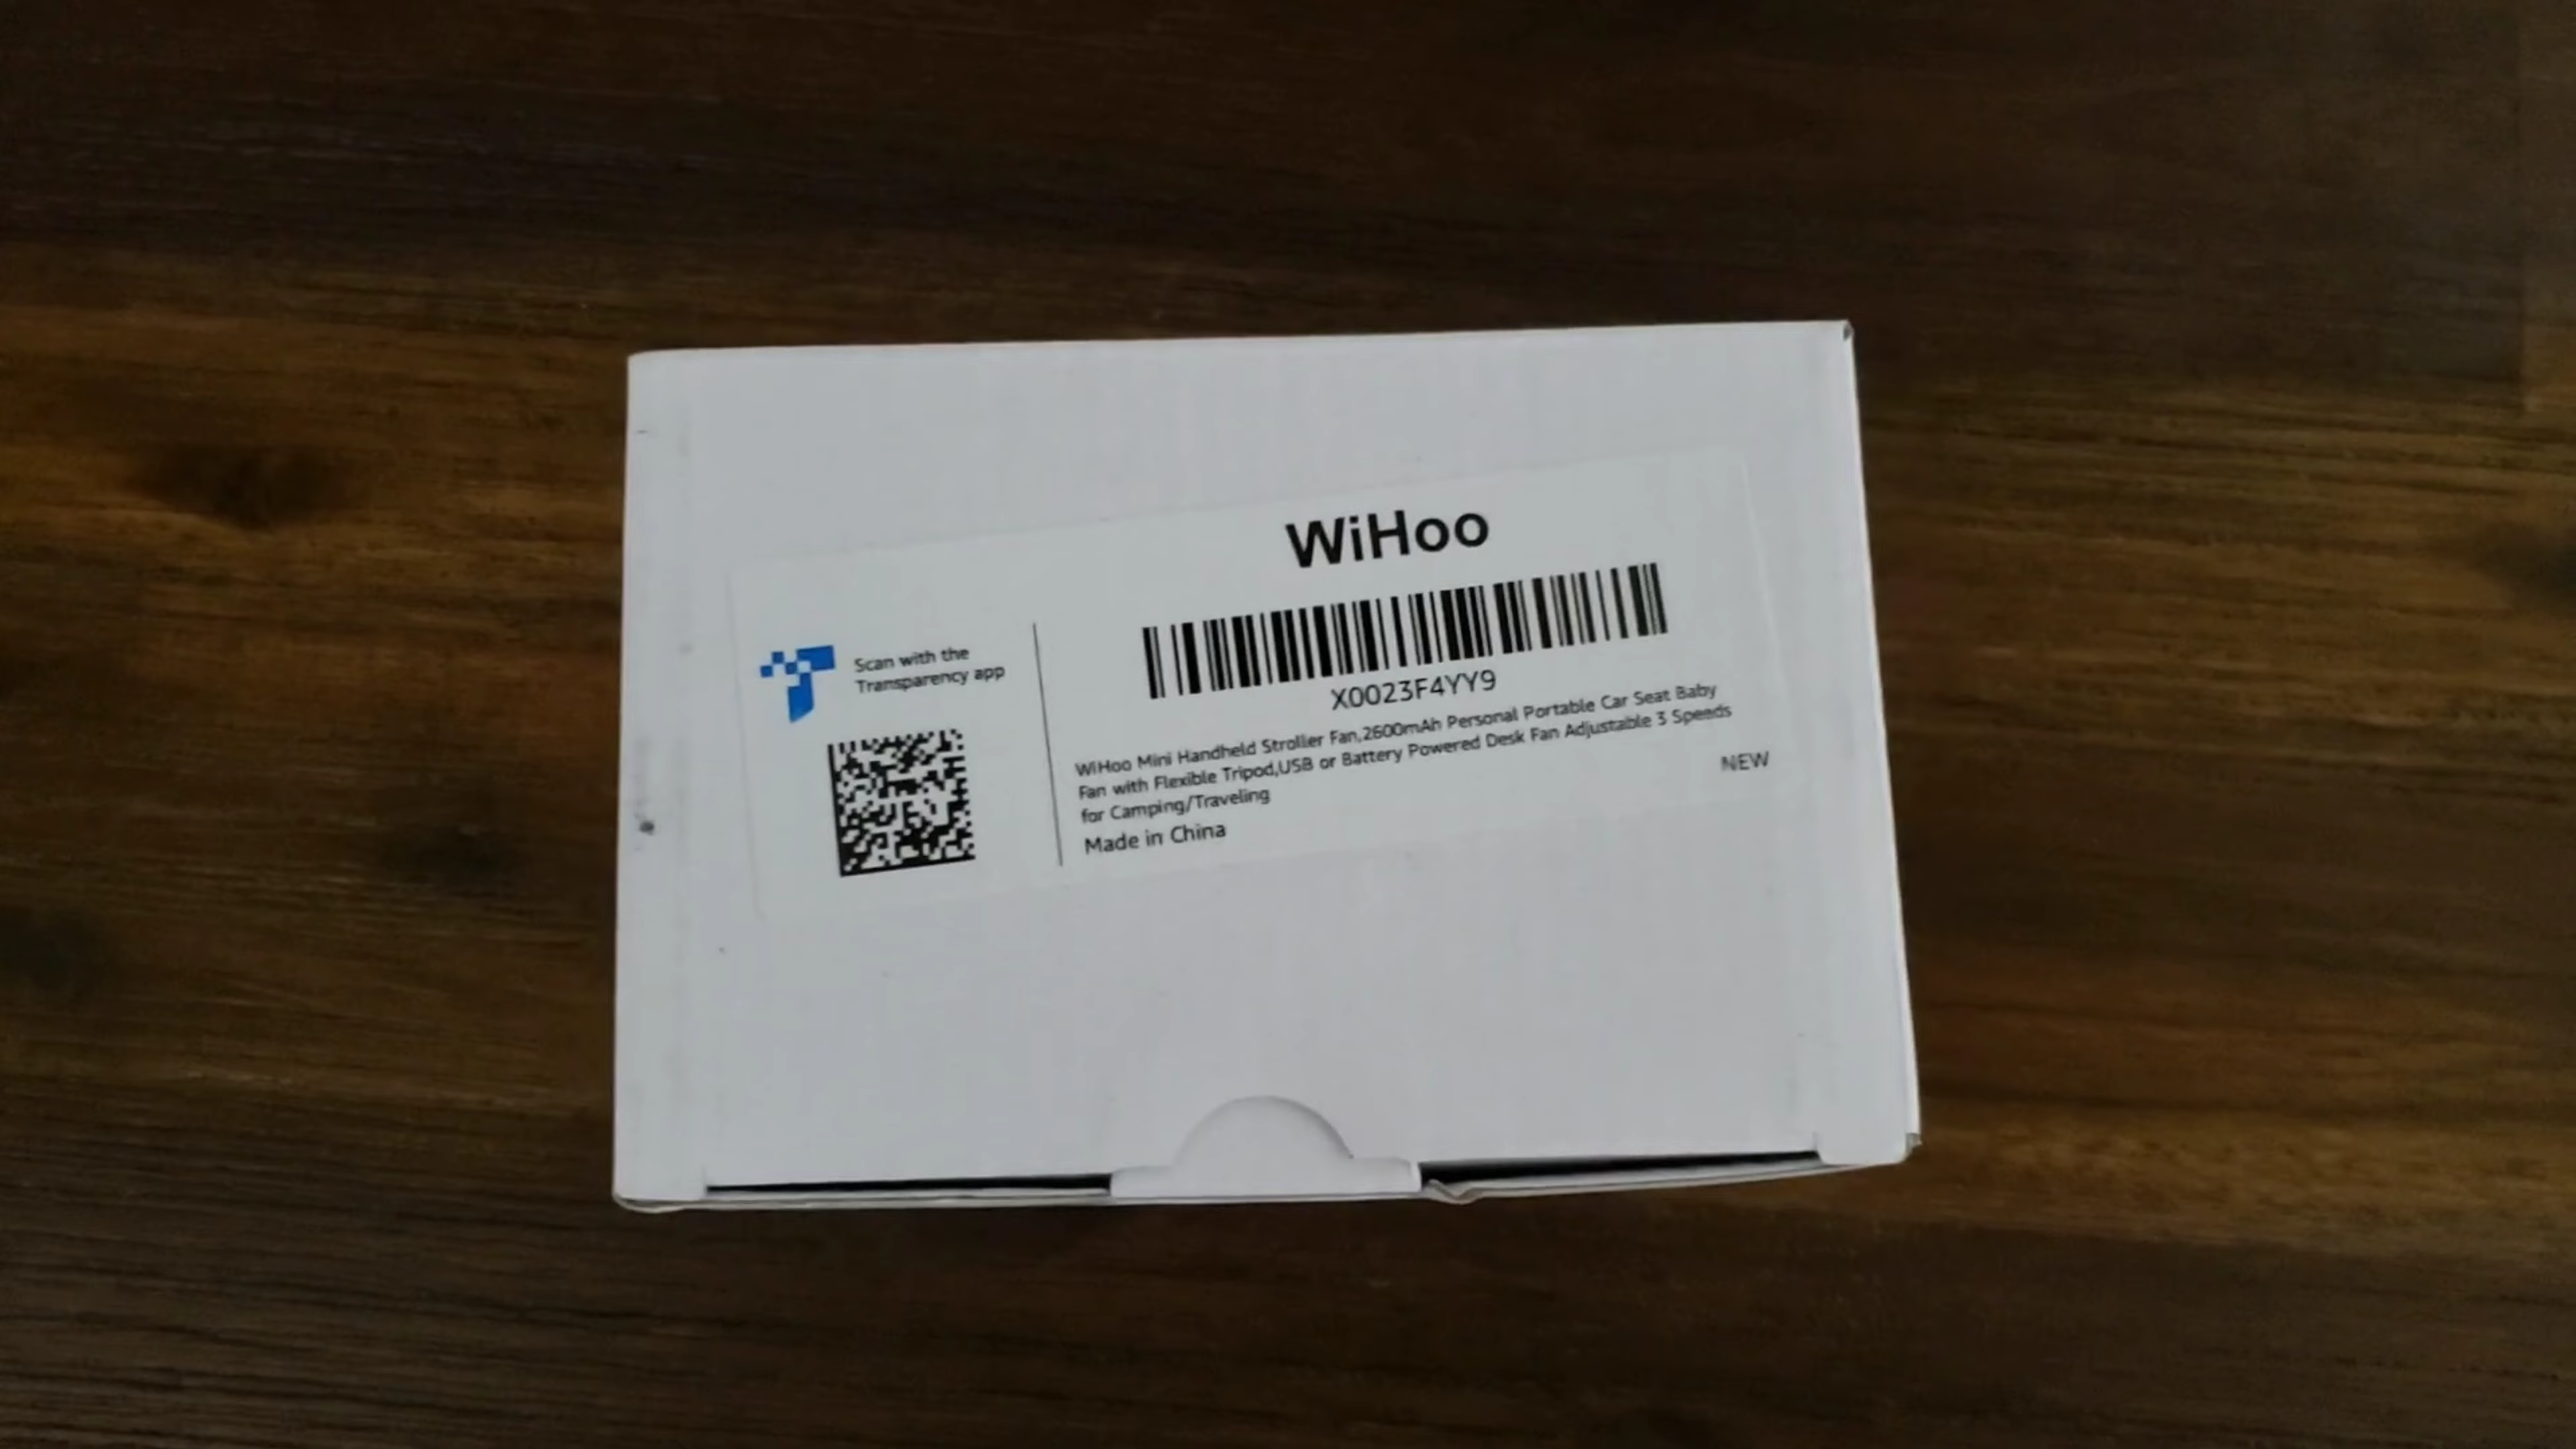 WiHoo
Scan with the
Transparency app
X0023F4YY9
WiHoo Mini Handheld Stroller Fan,2600mAh Personal Portable Car Seat Baby
Fan with Flexible Tripod,USB or Battery Powered Desk Fan Adjustable 3 Speeds
for Camping/Traveling
NEW
Made in China